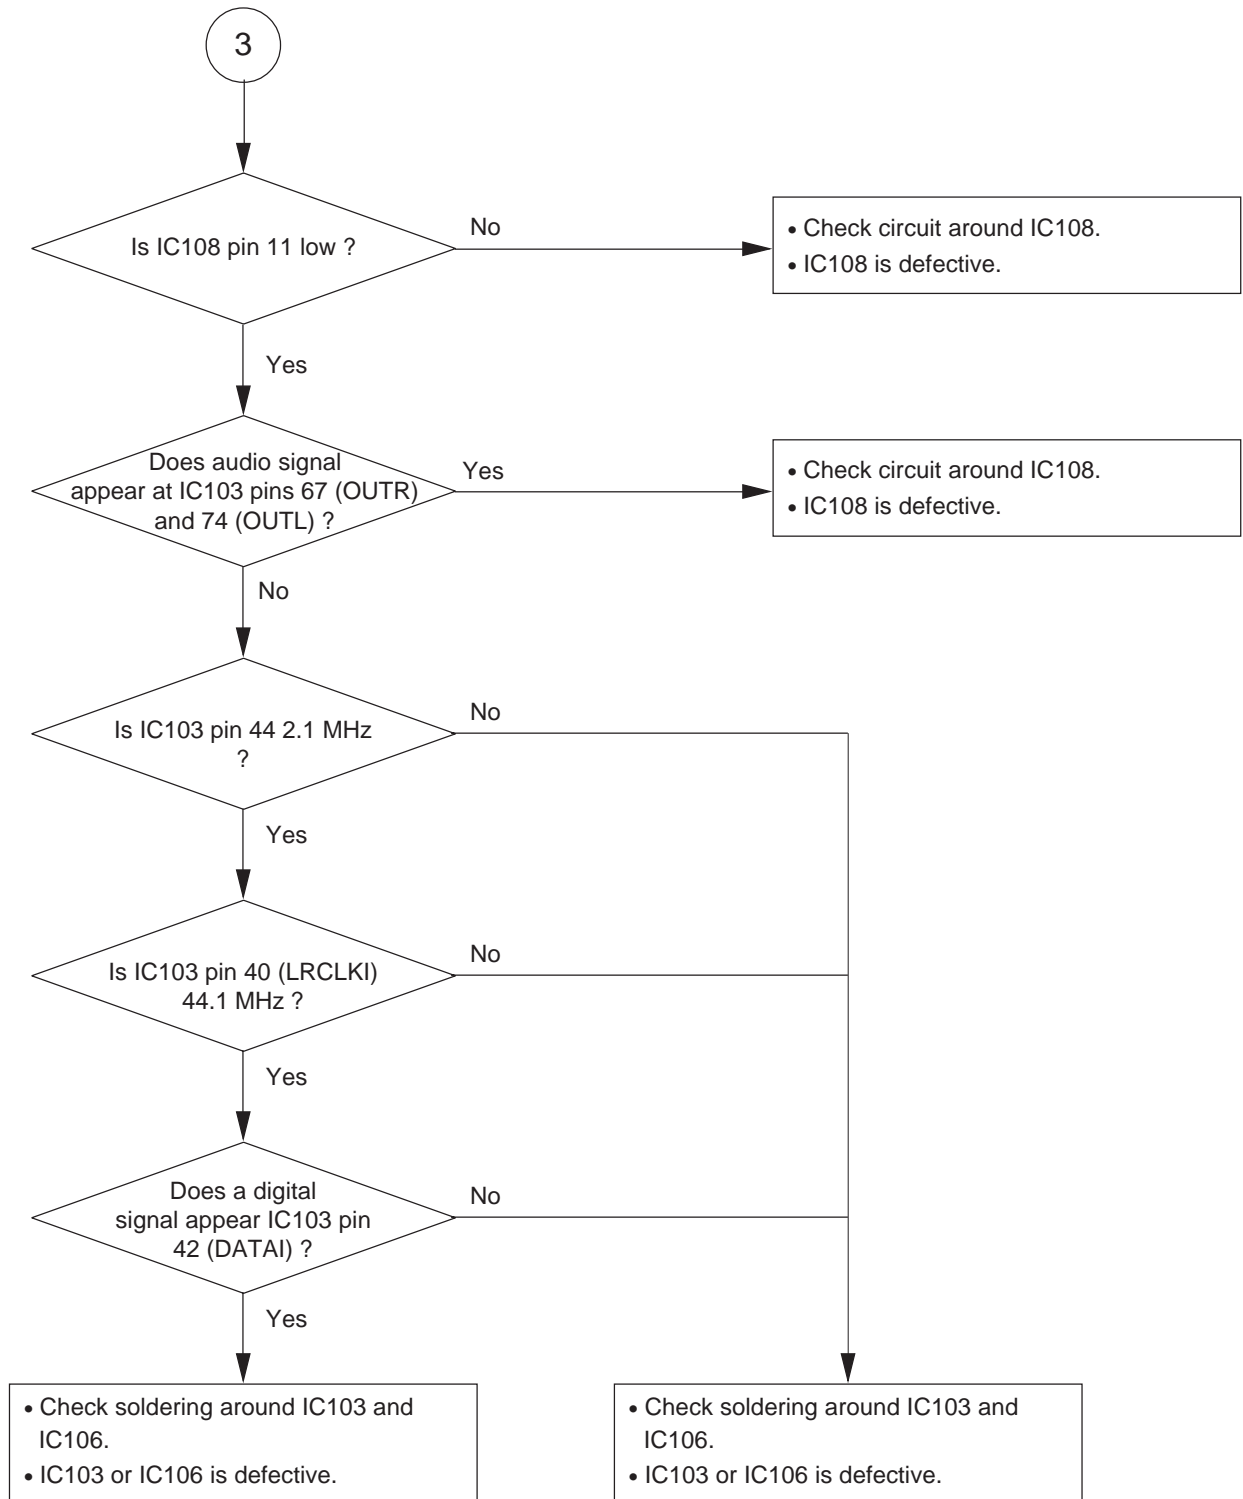 3
Is IC108 pin 11 low ?
No
• Check circuit around IC108.
• IC108 is defective.
Yes
Does audio signal
appear at IC103 pins 67 (OUTR)
and 74 (OUTL) ?
Yes
• Check circuit around IC108.
• IC108 is defective.
No
Is IC103 pin 44 2.1 MHz
?
No
Yes
Is IC103 pin 40 (LRCLKI)
44.1 MHz ?
No
Yes
Does a digital
signal appear IC103 pin
42 (DATAI) ?
No
Yes
• Check soldering around IC103 and
IC106.
• IC103 or IC106 is defective.
• Check soldering around IC103 and
IC106.
• IC103 or IC106 is defective.